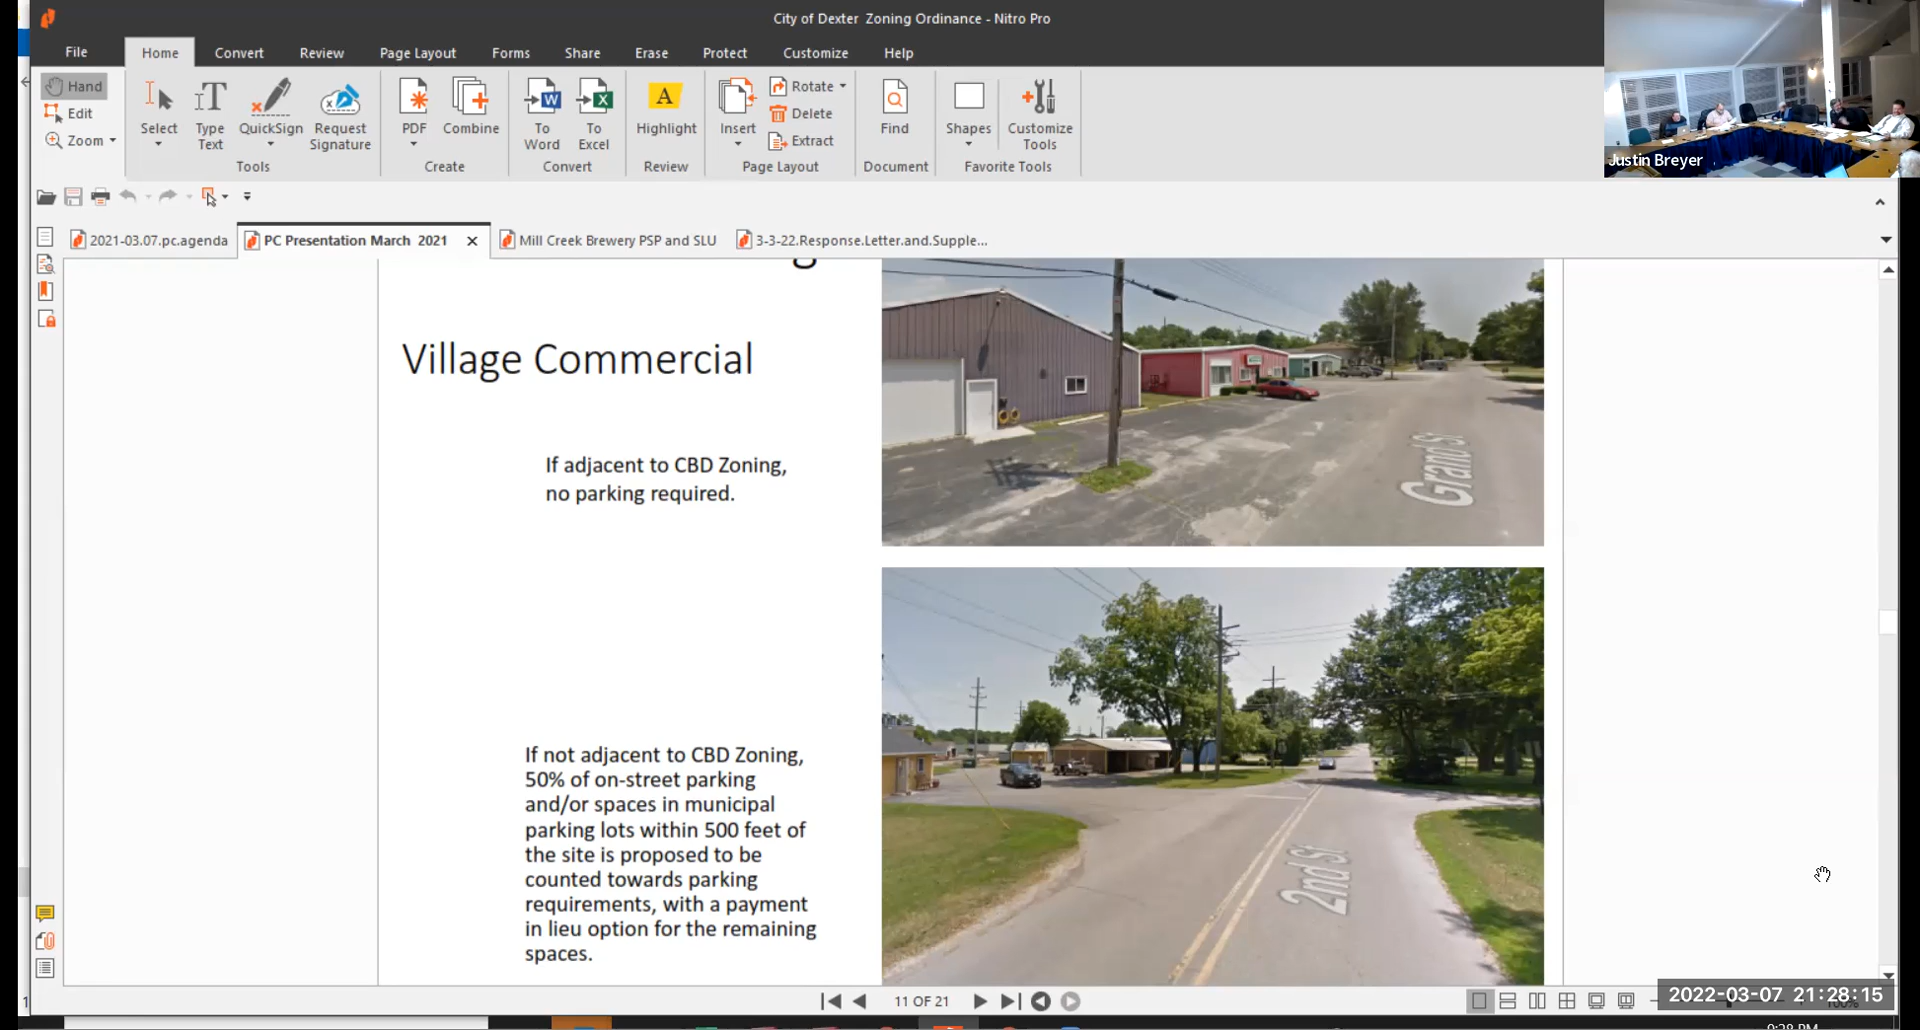 City of Dexter Zoning Ordinance - Nitro Pro
File
Home
Convert
Review
Page Layout
Forms
Share
Erase
Protect
Customize
Help
Hand
Edit
Zoom
Select
Type
Text
QuickSign
Request
Signature
Tools
PDF
Combine
Create
To
Word
To
Excel
Convert
A
Highlight
Review
Insert
Rotate
Delete
Extract
Page Layout
Find
Document
Shapes
Customize
Tools
Favorite Tools
Justin Breyer
2021-03.07.pc.agenda
PC Presentation March 2021
Mill Creek Brewery PSP and SLU
3-3-22.Response.Letter.and.Supple...
Village Commercial
If adjacent to CBD Zoning,
no parking required.
Grand St
If not adjacent to CBD Zoning,
50% of on-street parking
and/or spaces in municipal
parking lots within 500 feet of
the site is proposed to be
counted towards parking
requirements, with a payment
in lieu option for the remaining
spaces.
2nd St
11 OF 21
2022-03-07 21:28:15